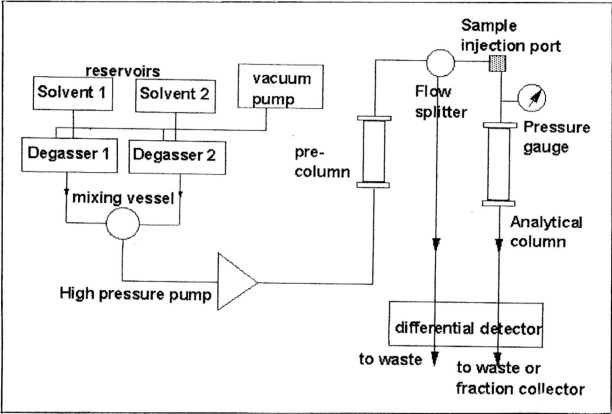 Sample
injection port
reservoirs
Solvent 1
Solvent 2
vacuum
pump
Flow
splitter
Pressure
gauge
Degasser 1
Degasser 2
pre-
column
mixing vessel
Analytical
column
High pressure pump
differential detector
to waste
to waste or
fraction collector